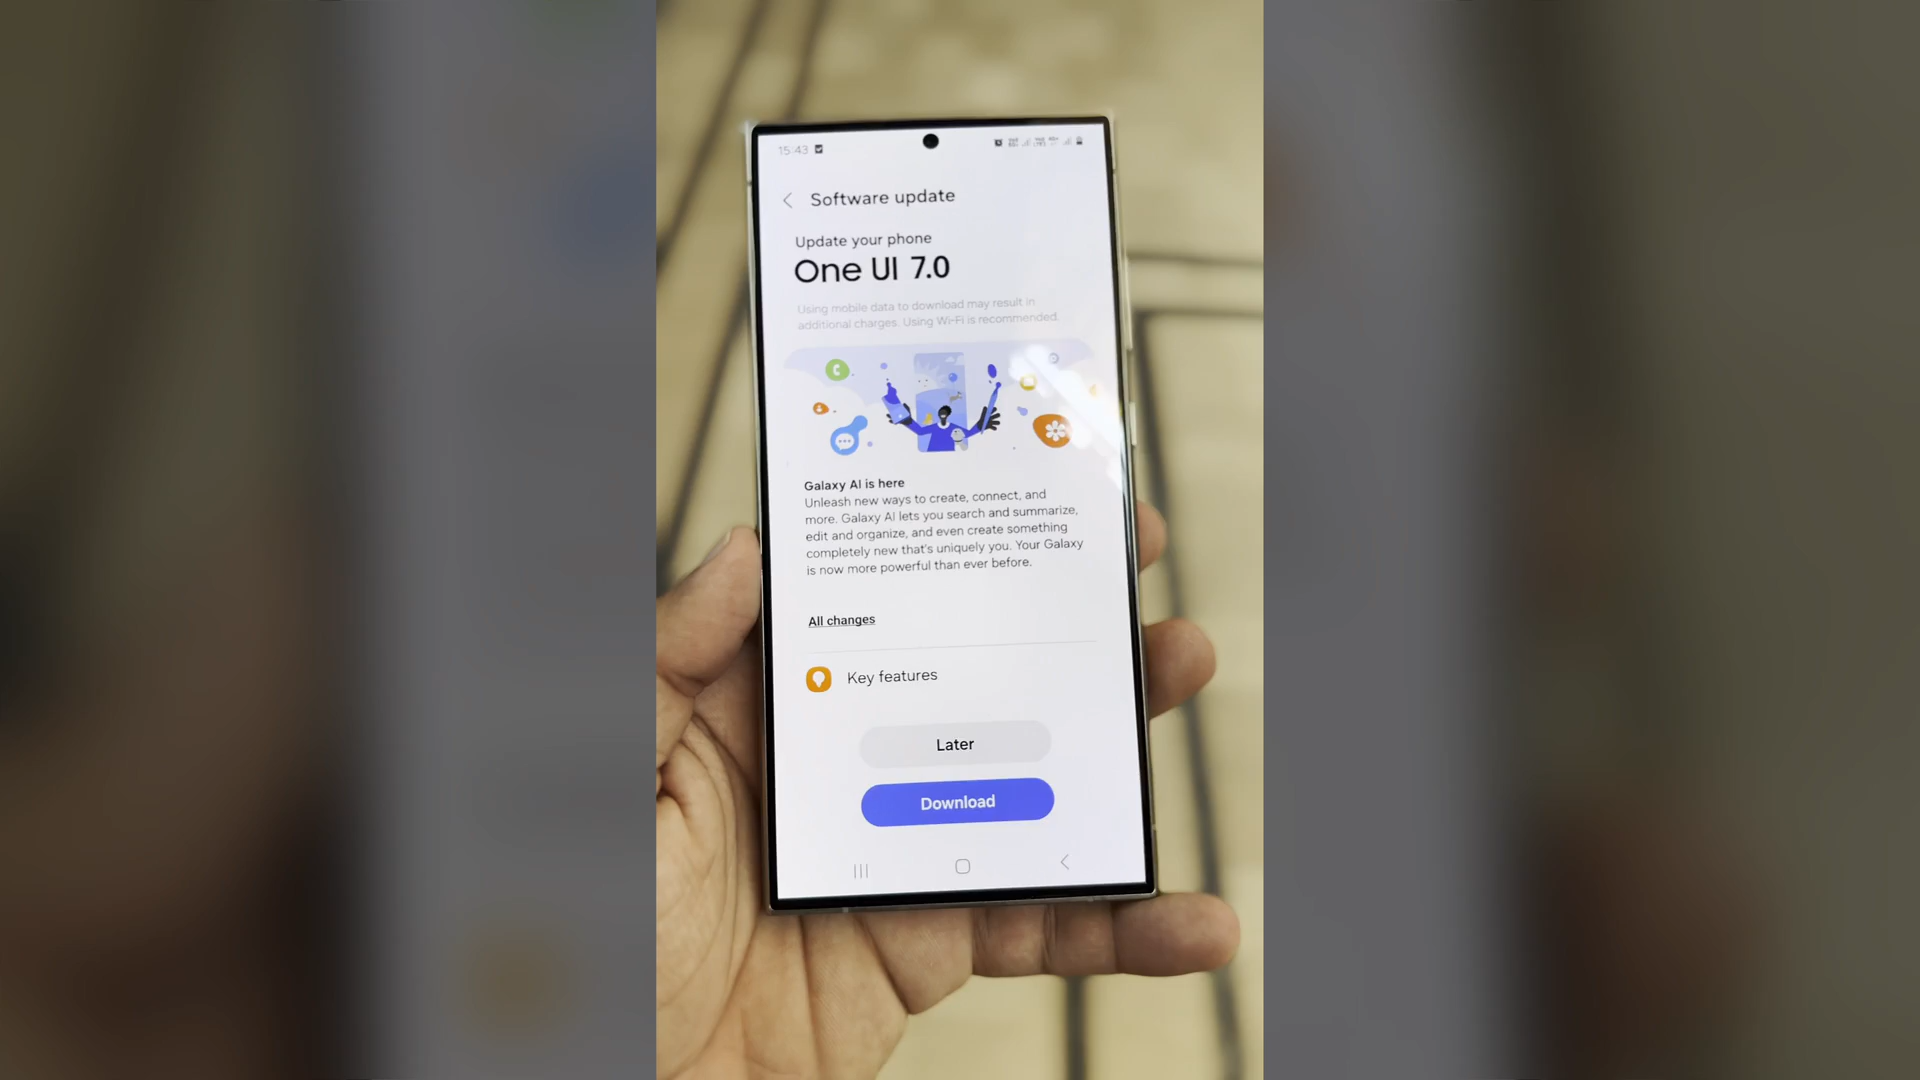 15:43
Software update
Update your phone
One UI 7.0
Using mobile data to download may result in
additional charges. Using Wi-Fi is recommended.
Galaxy AI is here
Unleash new ways to create, connect, and
more. Galaxy AI lets you search and summarize,
edit and organize, and even create something
completely new that's uniquely you. Your Galaxy
is now more powerful than ever before.
All changes
Key features
Later
Download